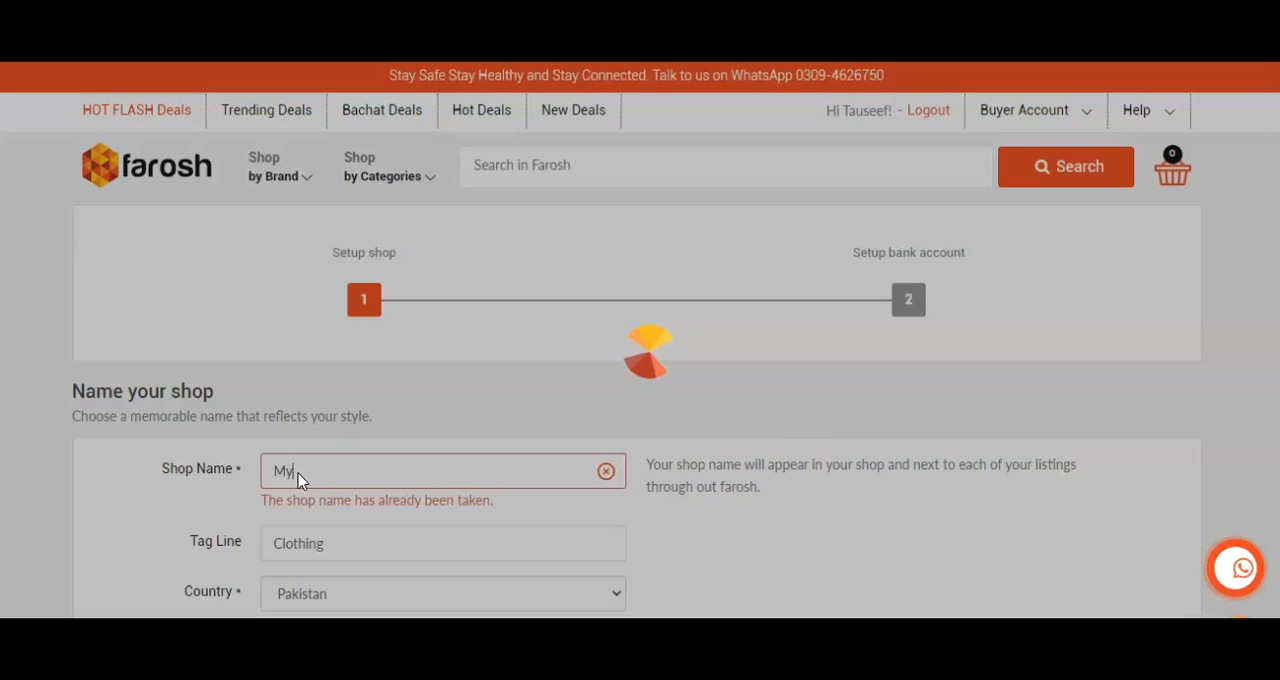 Stay Safe Stay Healthy and Stay Connected. Talk to us on WhatsApp 0309-4626750
HOT FLASH Deals Trending Deals Bachat Deals Hot Deals New Deals Hi Tauseef! - Logout Buyer Account Help
farosh Shop by Brand Shop by Categories Search in Farosh Search 0
Setup shop Setup bank account
1 2
Name your shop
Choose a memorable name that reflects your style.
Shop Name * My Your shop name will appear in your shop and next to each of your listings
through out farosh.
The shop name has already been taken.
Tag Line Clothing
Country * Pakistan